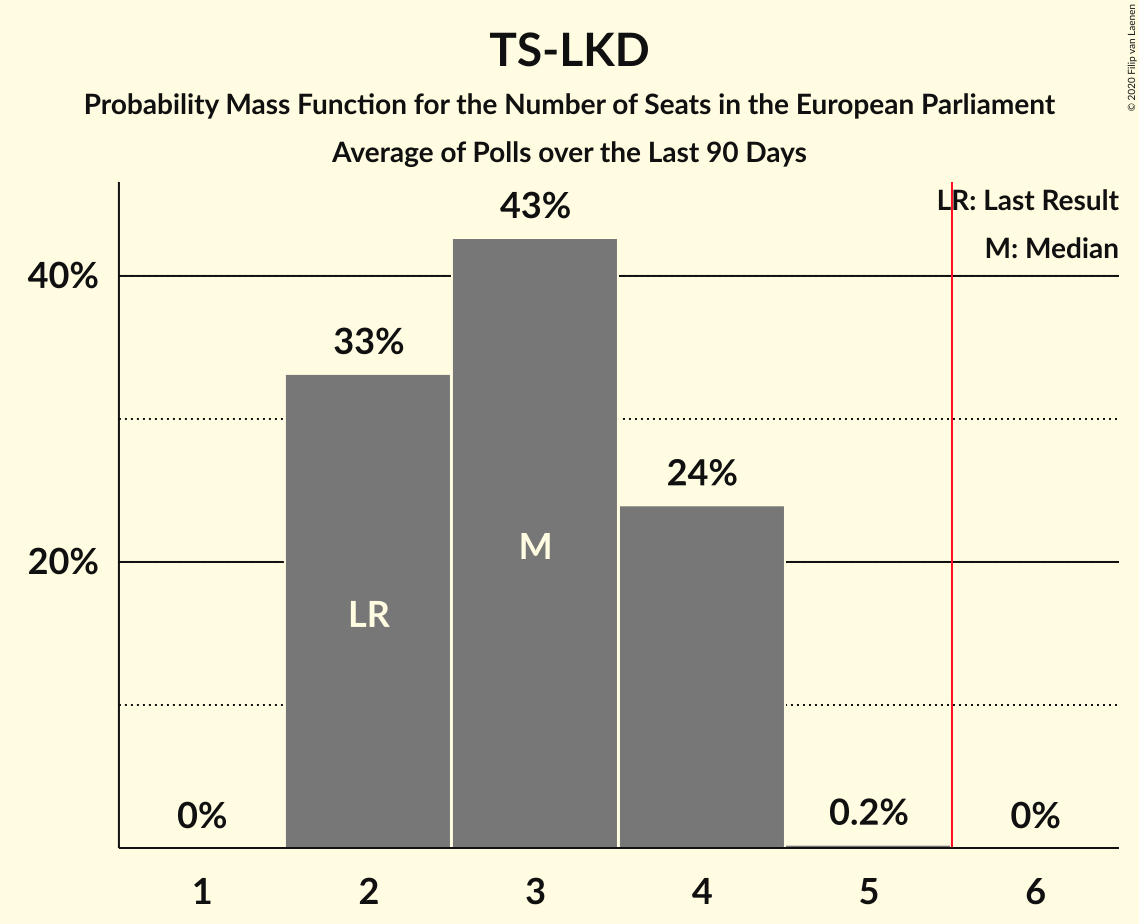 TS-LKD
Probability Mass Function for the Number of Seats in the European Parliament
Average of Polls over the Last 90 Days
© 2020 Filip van Laenen
LR: Last Result
M: Median
43%
40%
33%
24%
M
20%
LR
0%
0.2%
0%
1 2 3 4 5 6